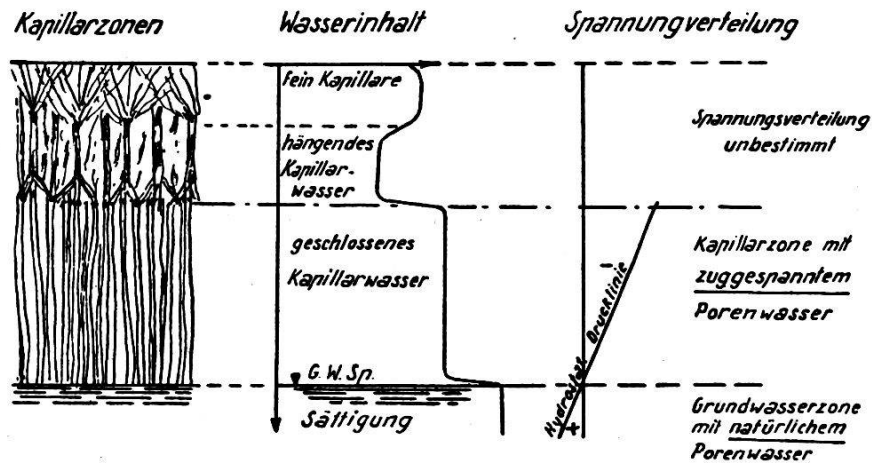 Kapillarzonen
Wasserinhalt
Spannungverteilung
Fein Kapillare
hängendes
Kapillar-
wasser
geschlossenes
Kapillarwasser
G. W. Sp.
Sättigung
Spannungsverteilung
unbestimmt
-
Hydrostat. Drucklinie
+
Kapillarzone mit
zuggespanntem
Porenwasser
Grundwasserzone
mit natürlichem
Porenwasser